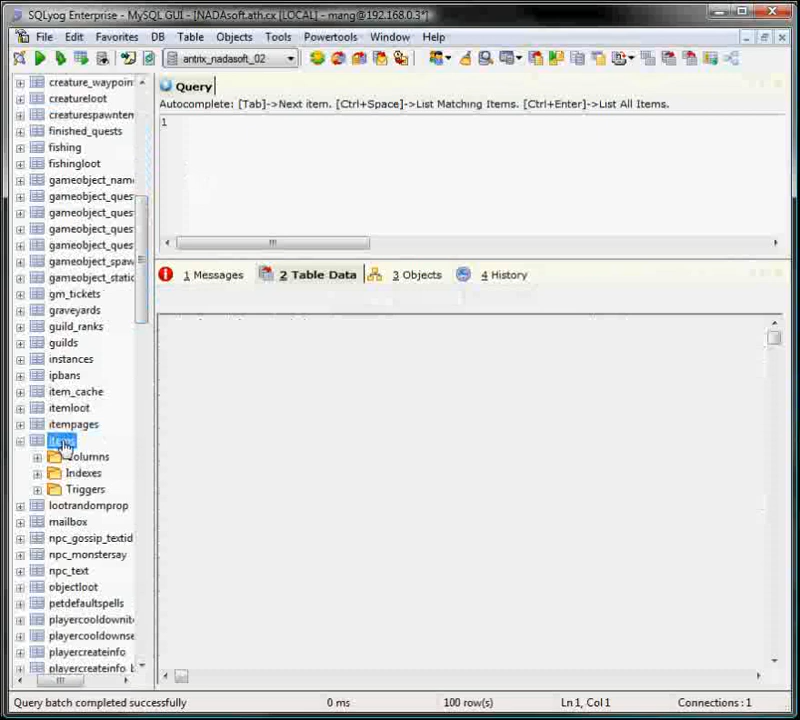 SQLyog Enterprise - MySQL GUI - [NADAsoft.ath.cx [LOCAL] - mang@192.168.0.3*]
File Edit Favorites DB Table Objects Tools Powertools Window Help
antrix_nadasoft_02
creature_waypoin
creatureloot
creaturespawntem
finished_quests
fishing
fishingloot
gameobject_nam
gameobject_ques
gameobject_ques
gameobject_ques
gameobject_ques
gameobject_spaw
gameobject_static
gm_tickets
graveyards
guild_ranks
guilds
instances
ipbans
item_cache
itemloot
itempages
Columns
Indexes
Triggers
lootrandomprop
mailbox
npc_gossip_textid
npc_monstersay
npc_text
objectloot
petdefaultspells
playercooldownit
playercooldownse
playercreateinfo
playercreateinfo_b
Query
Autocomplete: [Tab]->Next item. [Ctrl+Space]->List Matching Items. [Ctrl+Enter]->List All Items.
1
1 Messages 2 Table Data 3 Objects 4 History
Query batch completed successfully 0 ms 100 row(s) Ln 1, Col 1 Connections : 1